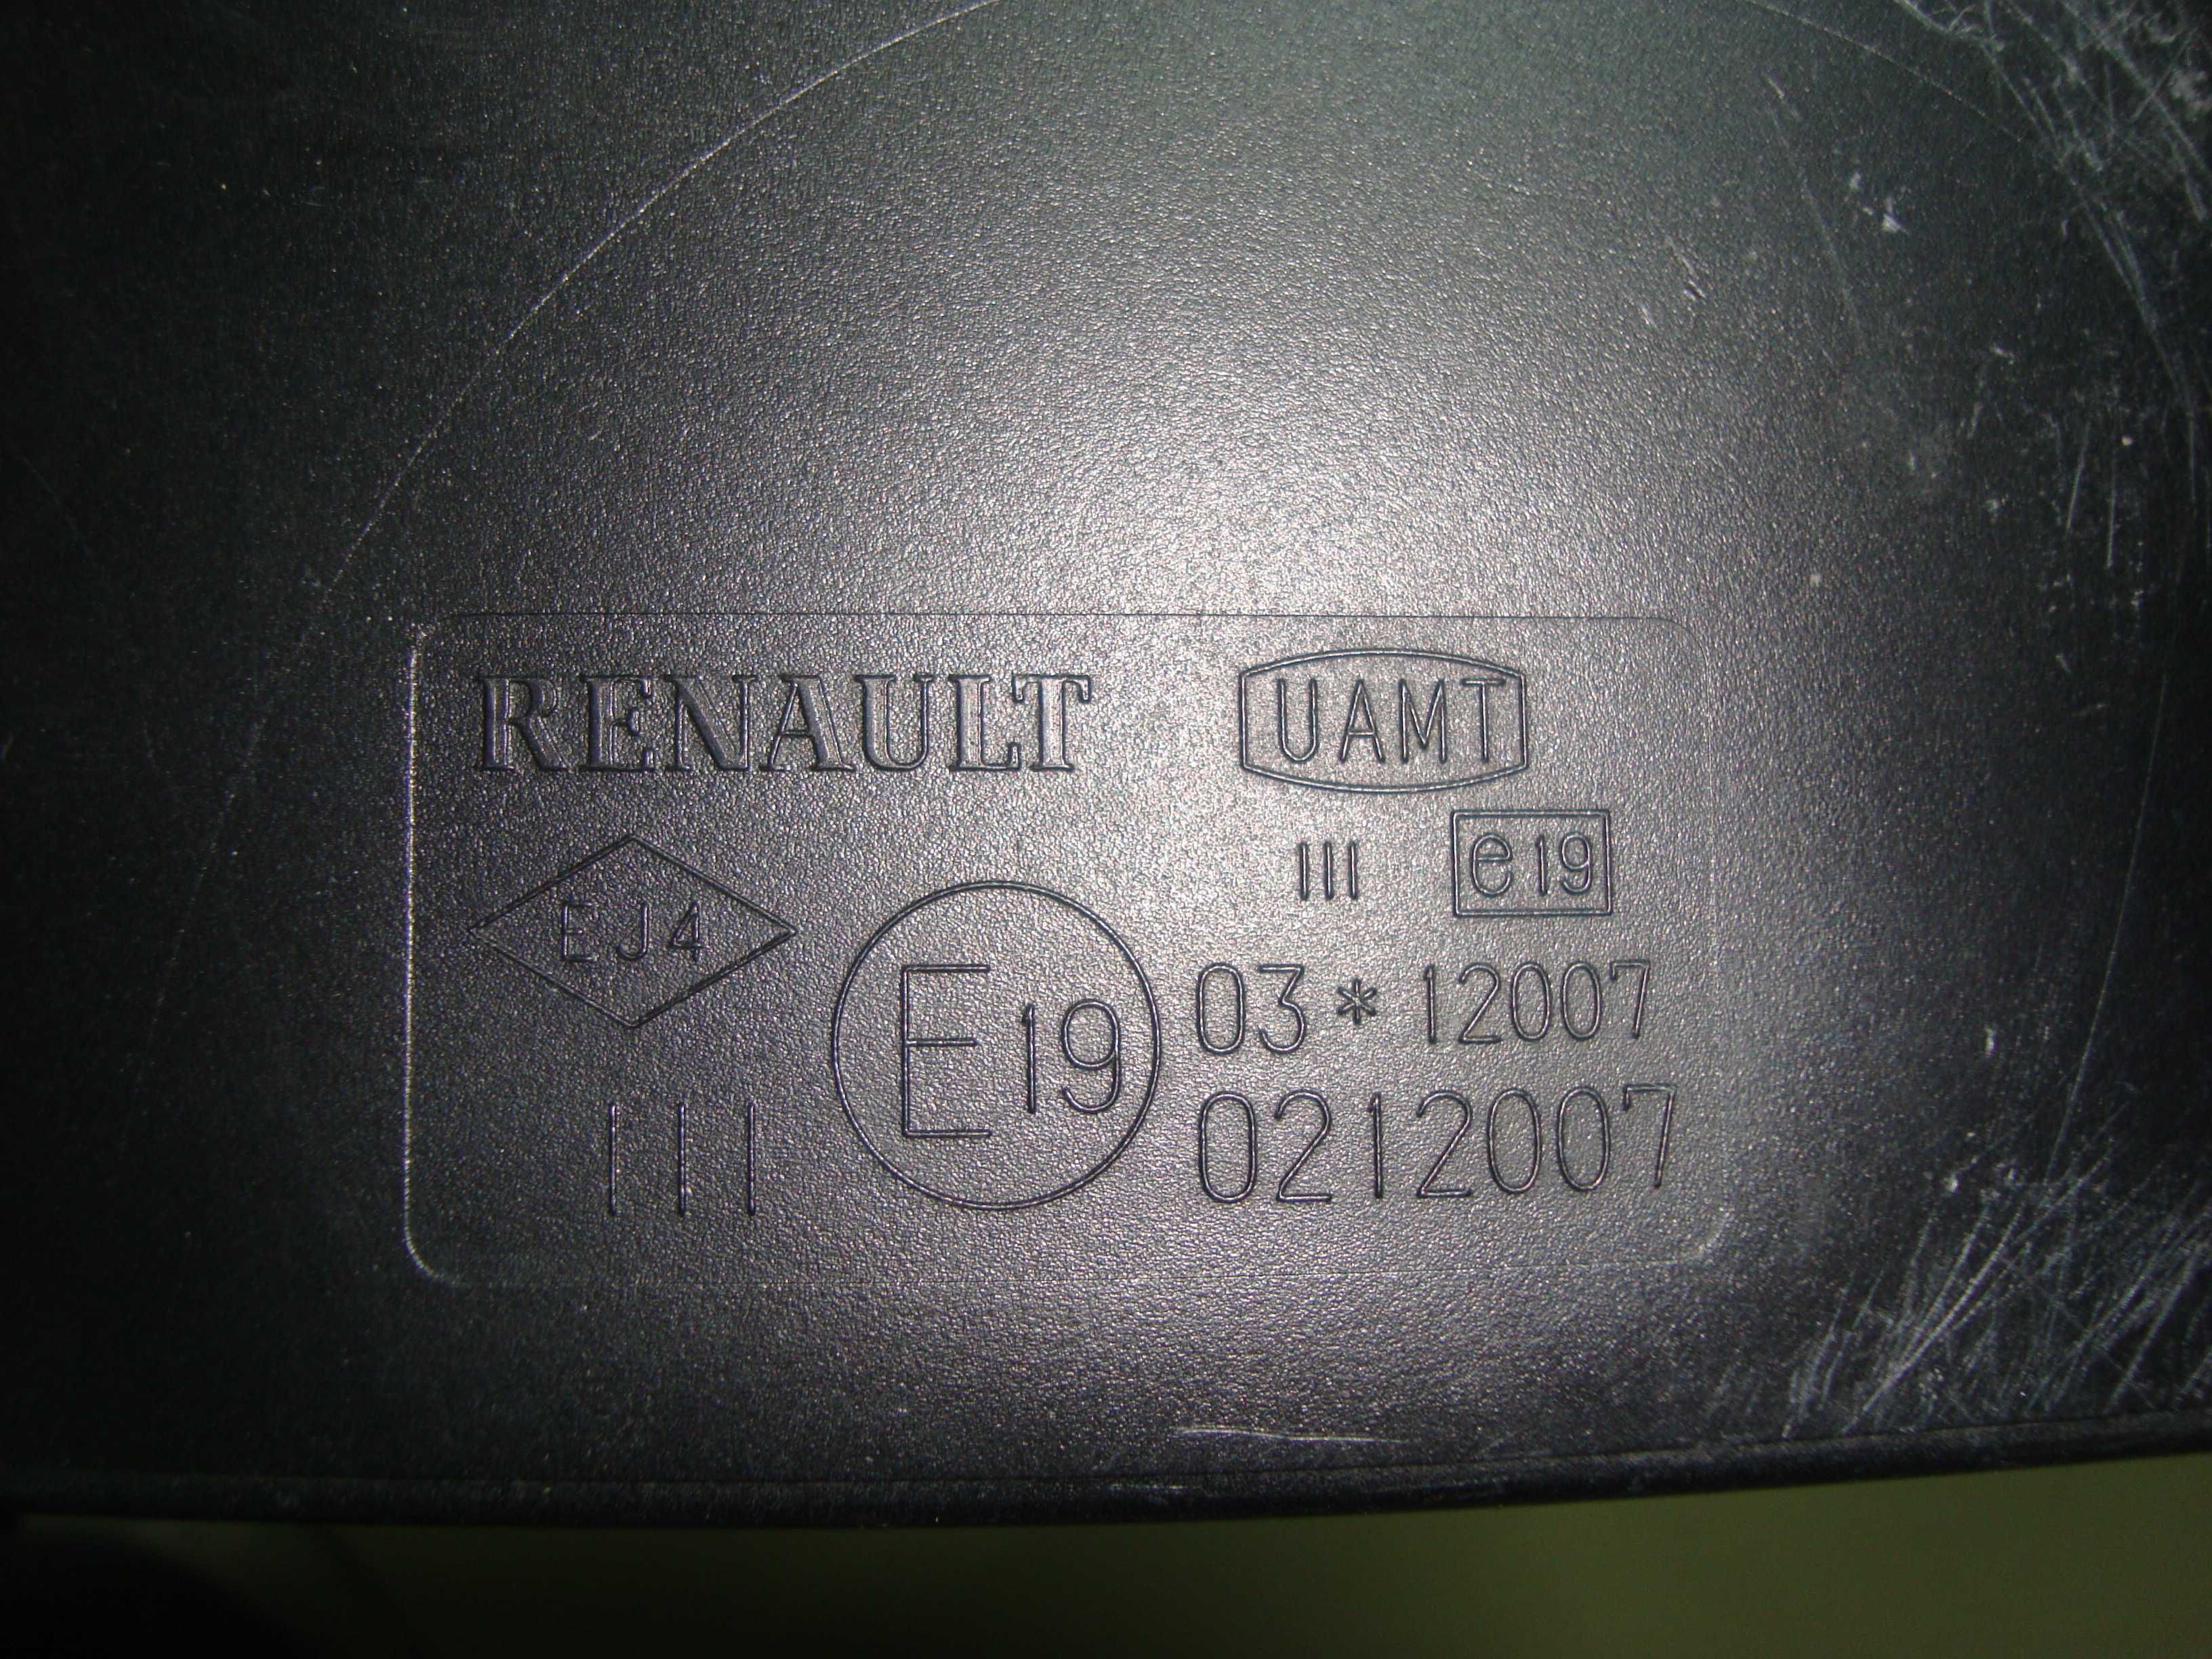 RENAULT UAMT
III e19
EJ4
E19 03*12007
III 0212007